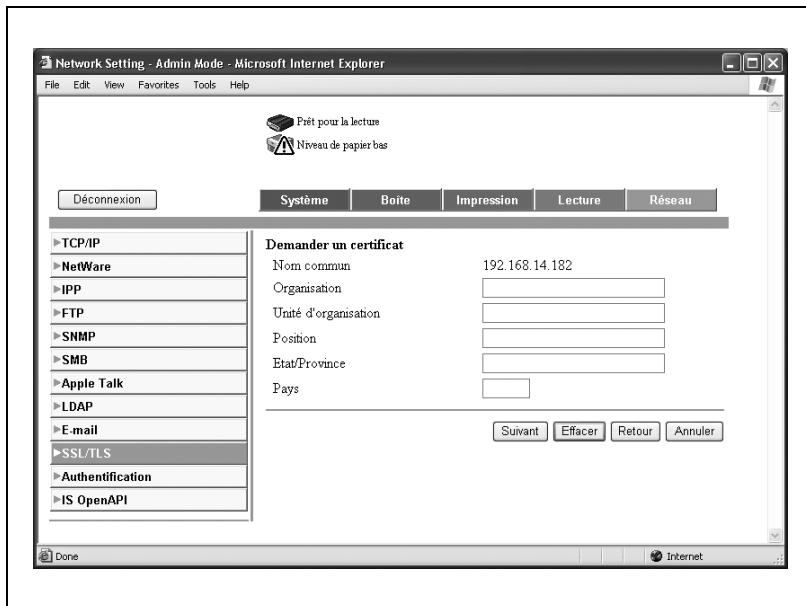 Network Setting - Admin Mode - Microsoft Internet Explorer
File Edit View Favorites Tools Help
Prêt pour la lecture
Niveau de papier bas
Déconnexion
Système Boîte Impression Lecture Réseau
TCP/IP
NetWare
IPP
FTP
SNMP
SMB
Apple Talk
LDAP
E-mail
SSL/TLS
Authentification
IS OpenAPI
Demander un certificat
Nom commun 192.168.14.182
Organisation
Unité d'organisation
Position
Etat/Province
Pays
Suivant Effacer Retour Annuler
Done Internet